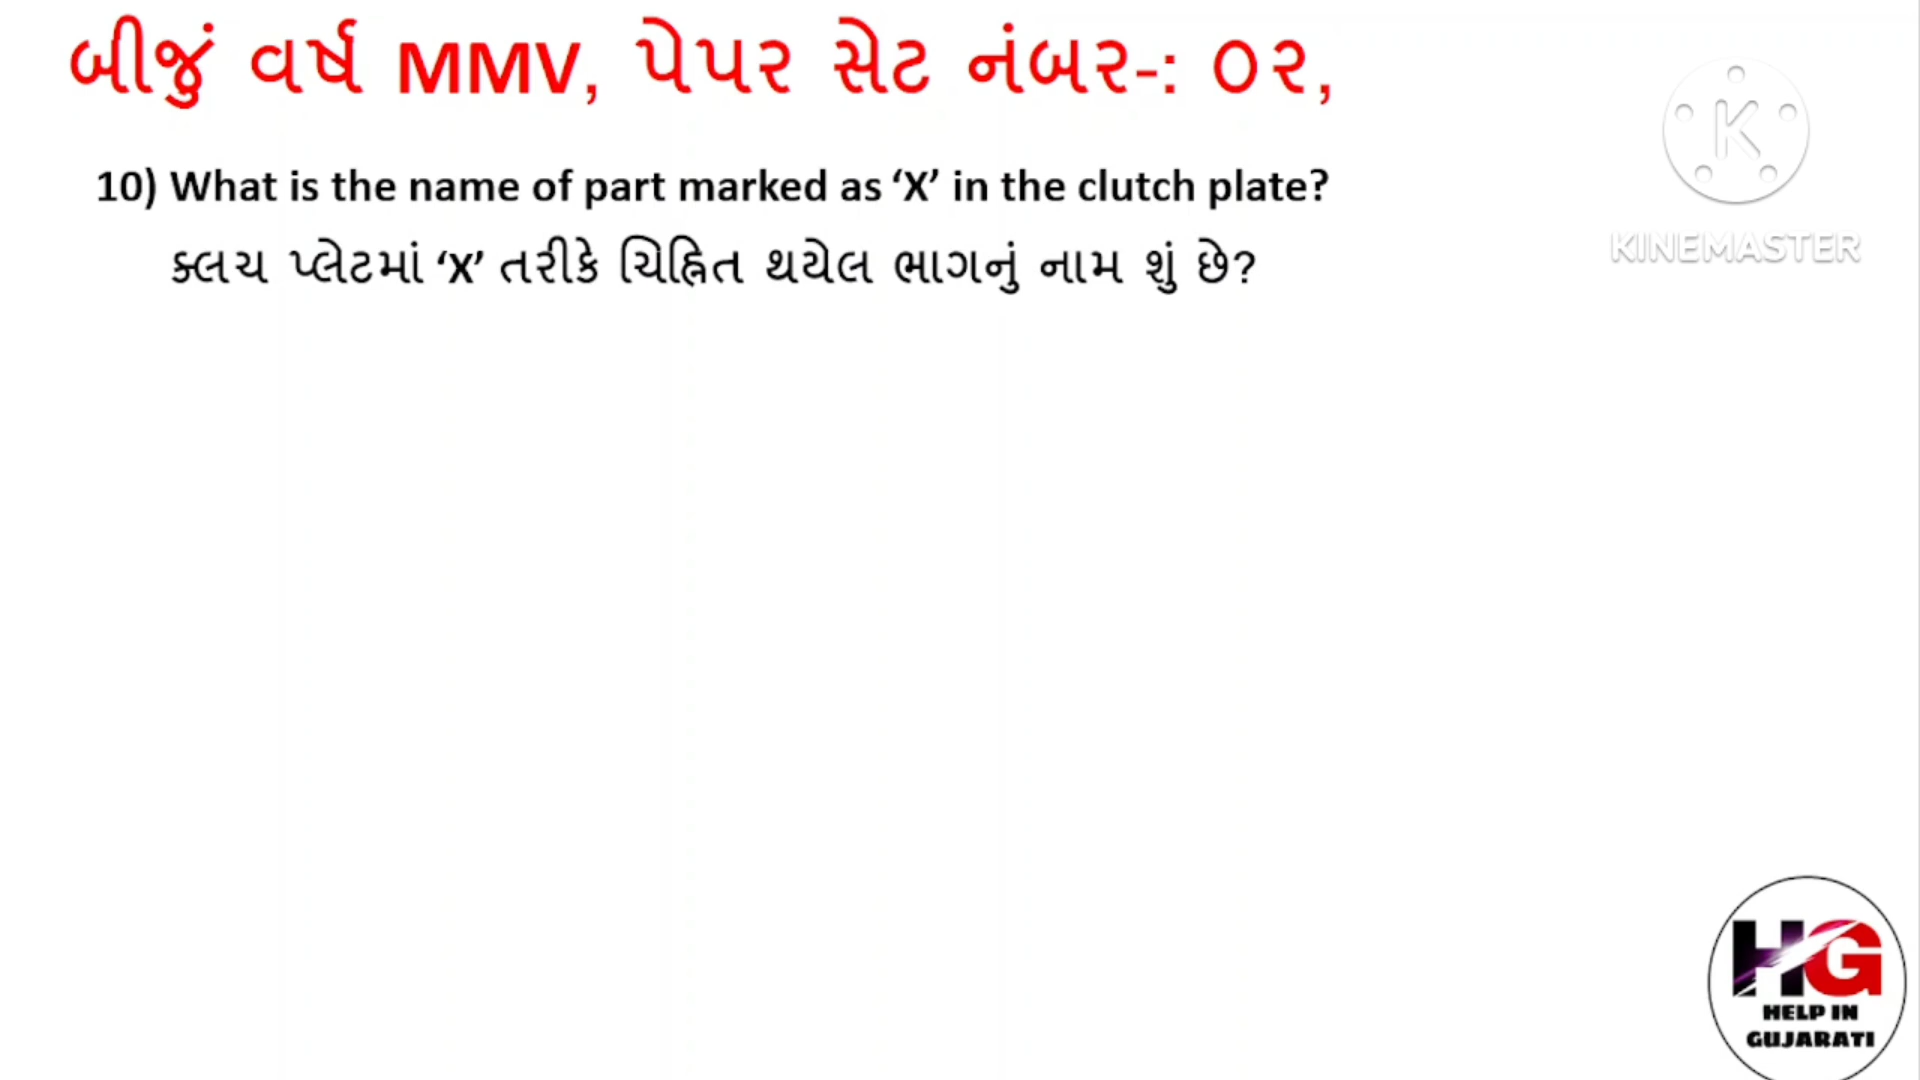 બીજું વર્ષ MMV, પેપર સેટ નંબર-: ૦૨,
K
KINEMASTER
10) What is the name of part marked as ‘X’ in the clutch plate?
ક્લચ પ્લેટમાં ‘X’ તરીકે ચિહ્નિત થયેલ ભાગનું નામ શું છે?
HG
HELP IN
GUJARATI